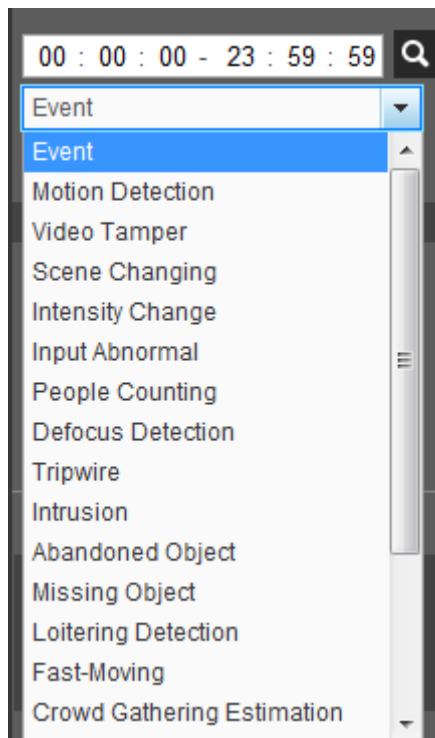 00 : 00 : 00 - 23 : 59 : 59
Event
Event
Motion Detection
Video Tamper
Scene Changing
Intensity Change
Input Abnormal
People Counting
Defocus Detection
Tripwire
Intrusion
Abandoned Object
Missing Object
Loitering Detection
Fast-Moving
Crowd Gathering Estimation